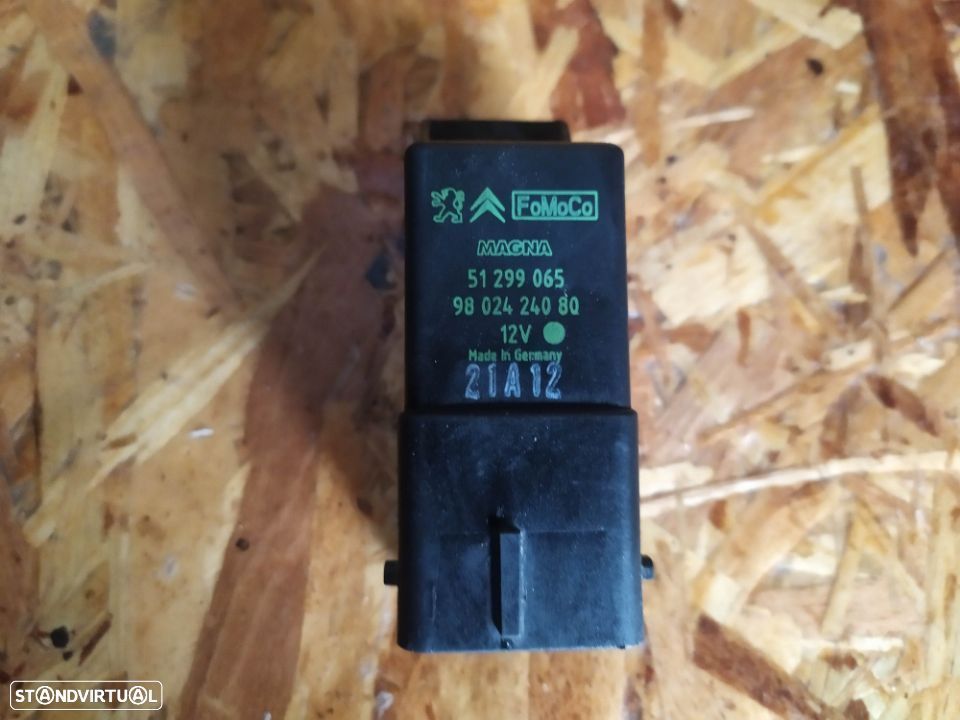 FoMoCo
MAGNA
51 299 065
98 024 240 80
12V
Made in Germany
21A12
STANDVIRTUAL